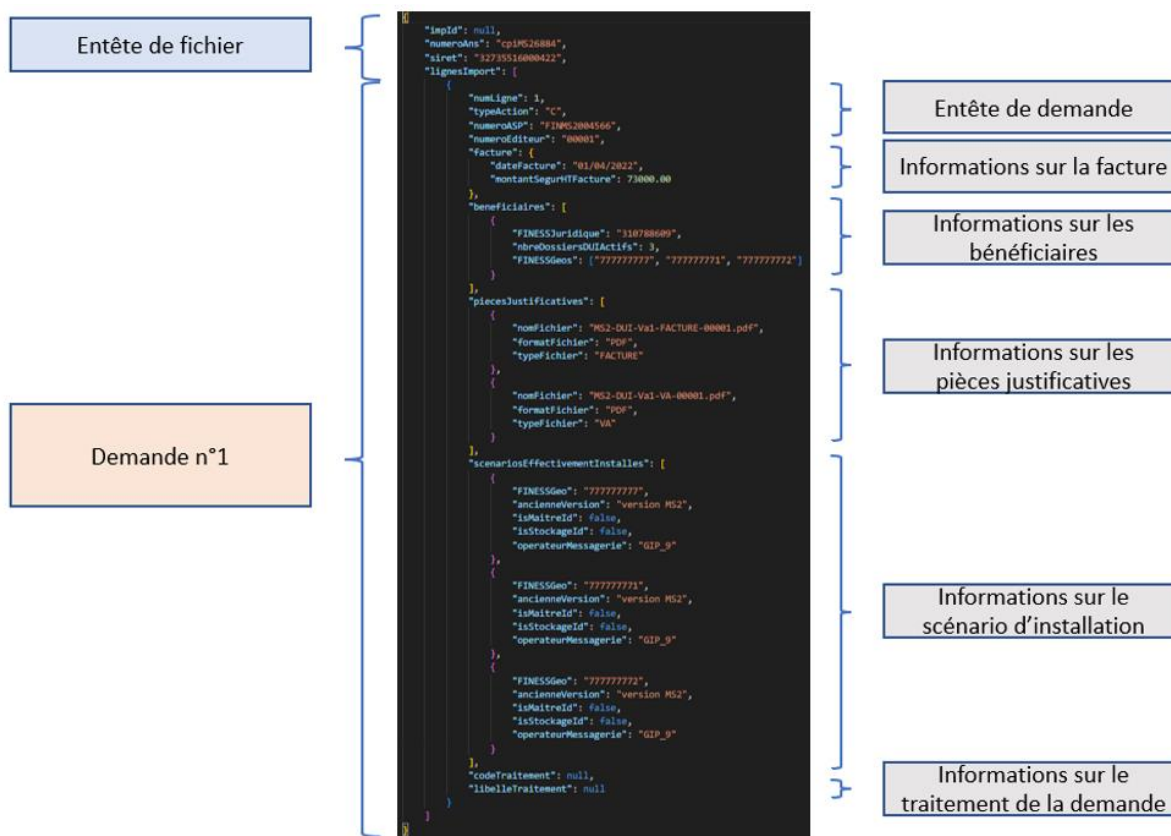 Entête de fichier
Demande n°1
{
"impId": null,
"numeroAns": "cpiMS26884",
"siret": "32735516000422",
"lignesImport": [
{
"numLigne": 1,
"typeAction": "C",
"numeroASP": "FINMS2004566",
"numeroEditeur": "00001",
"facture": {
"dateFacture": "01/04/2022",
"montantSegurHTFacture": 73000.00
},
"beneficiaires": [
{
"FINESSJuridique": "310788609",
"nbreDossiersDUIActifs": 3,
"FINESSGeos": ["777777777", "777777771", "777777772"]
}
],
"piecesJustificatives": [
{
"nomFichier": "MS2-DUI-Va1-FACTURE-00001.pdf",
"formatFichier": "PDF",
"typeFichier": "FACTURE"
},
{
"nomFichier": "MS2-DUI-Va1-VA-00001.pdf",
"formatFichier": "PDF",
"typeFichier": "VA"
}
],
"scenariosEffectivementInstalles": [
{
"FINESSGeo": "777777777",
"ancienneVersion": "version MS2",
"isMaitreId": false,
"isStockageId": false,
"operateurMessagerie": "GIP_9"
},
{
"FINESSGeo": "777777771",
"ancienneVersion": "version MS2",
"isMaitreId": false,
"isStockageId": false,
"operateurMessagerie": "GIP_9"
},
{
"FINESSGeo": "777777772",
"ancienneVersion": "version MS2",
"isMaitreId": false,
"isStockageId": false,
"operateurMessagerie": "GIP_9"
}
],
"codeTraitement": null,
"libelleTraitement": null
}
]
}
Entête de demande
Informations sur la facture
Informations sur les
bénéficiaires
Informations sur les
pièces justificatives
Informations sur le
scénario d'installation
Informations sur le
traitement de la demande